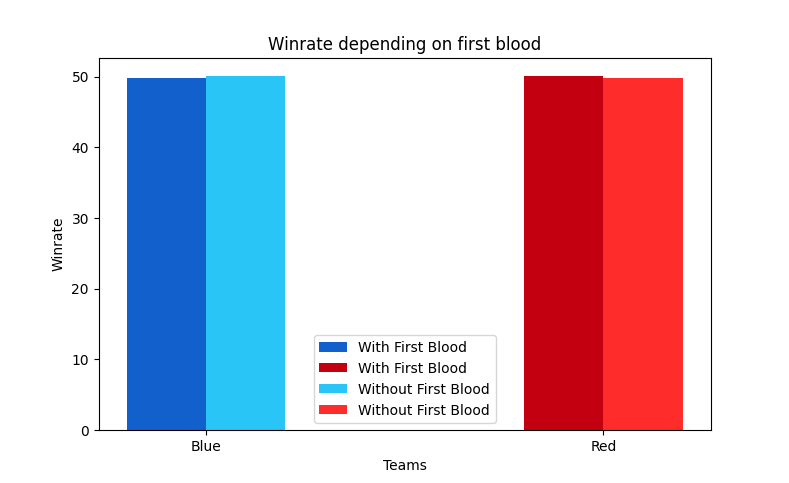 Winrate depending on first blood
Winrate
50
40
30
20
10
0
With First Blood
With First Blood
Without First Blood
Without First Blood
Blue
Red
Teams